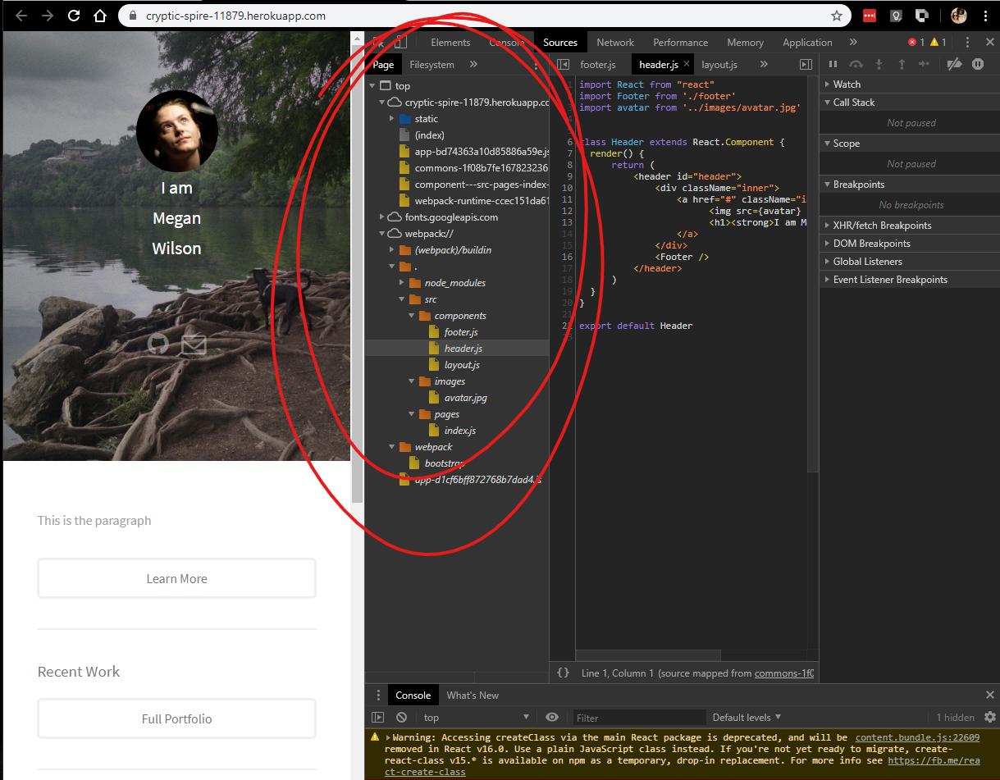 cryptic-spire-11879.herokuapp.com
I am
Megan
Wilson
This is the paragraph
Learn More
Recent Work
Full Portfolio
Elements Console Sources Network Performance Memory Application » 1 1
Page Filesystem »
top
cryptic-spire-11879.herokuapp.co
static
(index)
app-bd74363a10d85886a59e.js
commons-1f08b7fe167823236
component---src-pages-index-
webpack-runtime-ccec151da61
fonts.googleapis.com
webpack://
(webpack)/buildin
.
node_modules
src
components
footer.js
header.js
layout.js
images
avatar.jpg
pages
index.js
webpack
bootstrap
app-d1cf6bff872768b7dad4.js
footer.js header.js × layout.js »
1 import React from "react"
2 import Footer from './footer'
3 import avatar from '../images/avatar.jpg'
4
5
6 class Header extends React.Component {
7 render() {
8 return (
9 <header id="header">
10 <div className="inner">
11 <a href="#" className="i
12 <img src={avatar}
13 <h1><strong>I am M
14 </a>
15 </div>
16 <Footer />
17 </header>
18 )
19 }
20 }
21
22 export default Header
23
{} Line 1, Column 1 (source mapped from commons-1f0
Watch
Call Stack
Not paused
Scope
Not paused
Breakpoints
No breakpoints
XHR/fetch Breakpoints
DOM Breakpoints
Global Listeners
Event Listener Breakpoints
Console What's New
top Filter Default levels 1 hidden
Warning: Accessing createClass via the main React package is deprecated, and will be content.bundle.js:22609
removed in React v16.0. Use a plain JavaScript class instead. If you're not yet ready to migrate, create-
react-class v15.* is available on npm as a temporary, drop-in replacement. For more info see https://fb.me/rea
ct-create-class